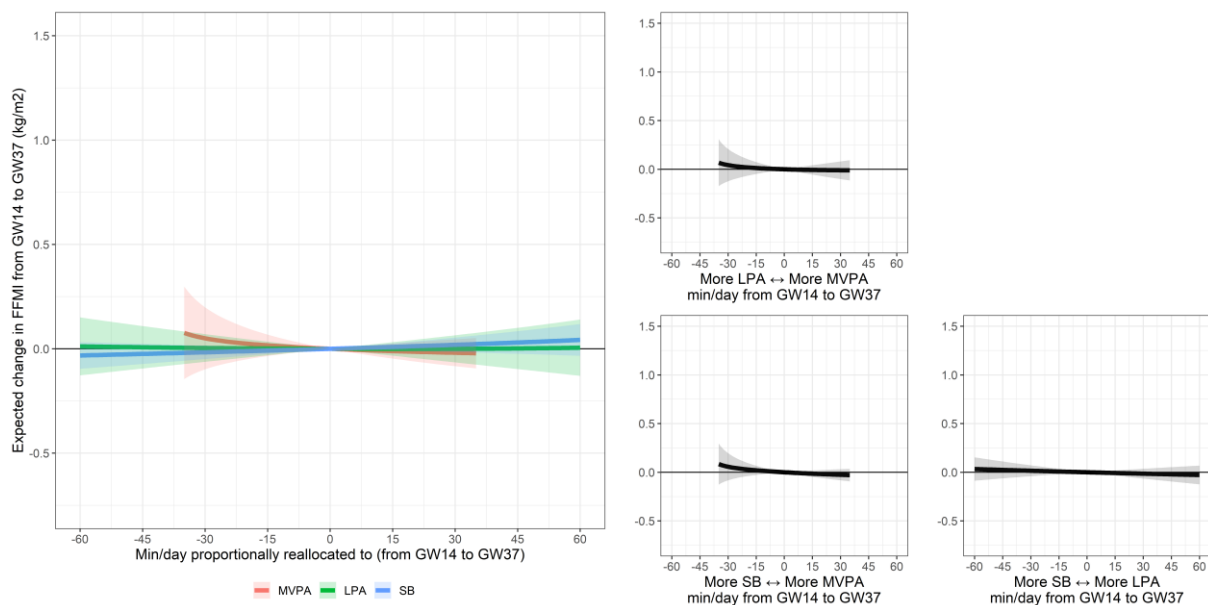 Expected change in FFMI from GW14 to GW37 (kg/m2)
1.5
1.0
0.5
0.0
-0.5
-60 -45 -30 -15 0 15 30 45 60
Min/day proportionally reallocated to (from GW14 to GW37)
MVPA LPA SB
1.5
1.0
0.5
0.0
-0.5
-60 -45 -30 -15 0 15 30 45 60
More LPA ↔ More MVPA
min/day from GW14 to GW37
1.5
1.0
0.5
0.0
-0.5
-60 -45 -30 -15 0 15 30 45 60
More SB ↔ More MVPA
min/day from GW14 to GW37
1.5
1.0
0.5
0.0
-0.5
-60 -45 -30 -15 0 15 30 45 60
More SB ↔ More LPA
min/day from GW14 to GW37